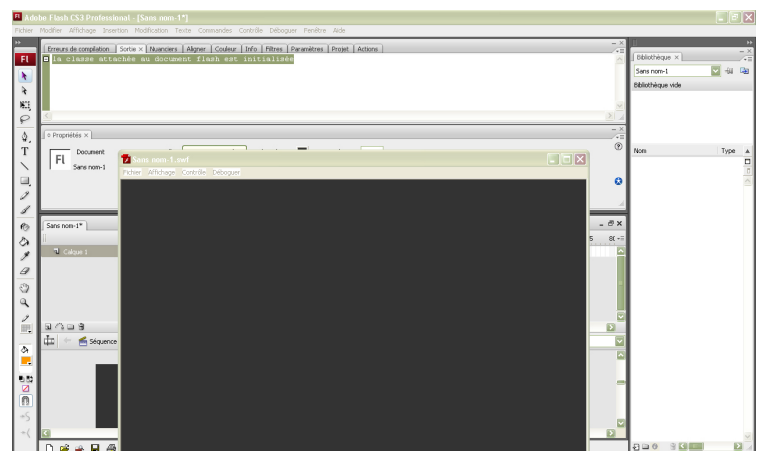 Adobe Flash CS3 Professional - [Sans nom-1*]
Fichier Modifier Affichage Insertion Modification Texte Commandes Contrôle Déboguer Fenêtre Aide
Erreurs de compilation Sortie × Nuanciers Aligner Couleur Info Filtres Paramètres Projet Actions
Fl
la classe attachée au document flash est initialisée
Bibliothèque ×
Sans nom-1
Bibliothèque vide
Propriétés ×
Fl
Document
Sans nom-1
Nom Type
Sans nom-1.swf
Fichier Affichage Contrôle Déboguer
Sans nom-1*
Calque 1
Séquence